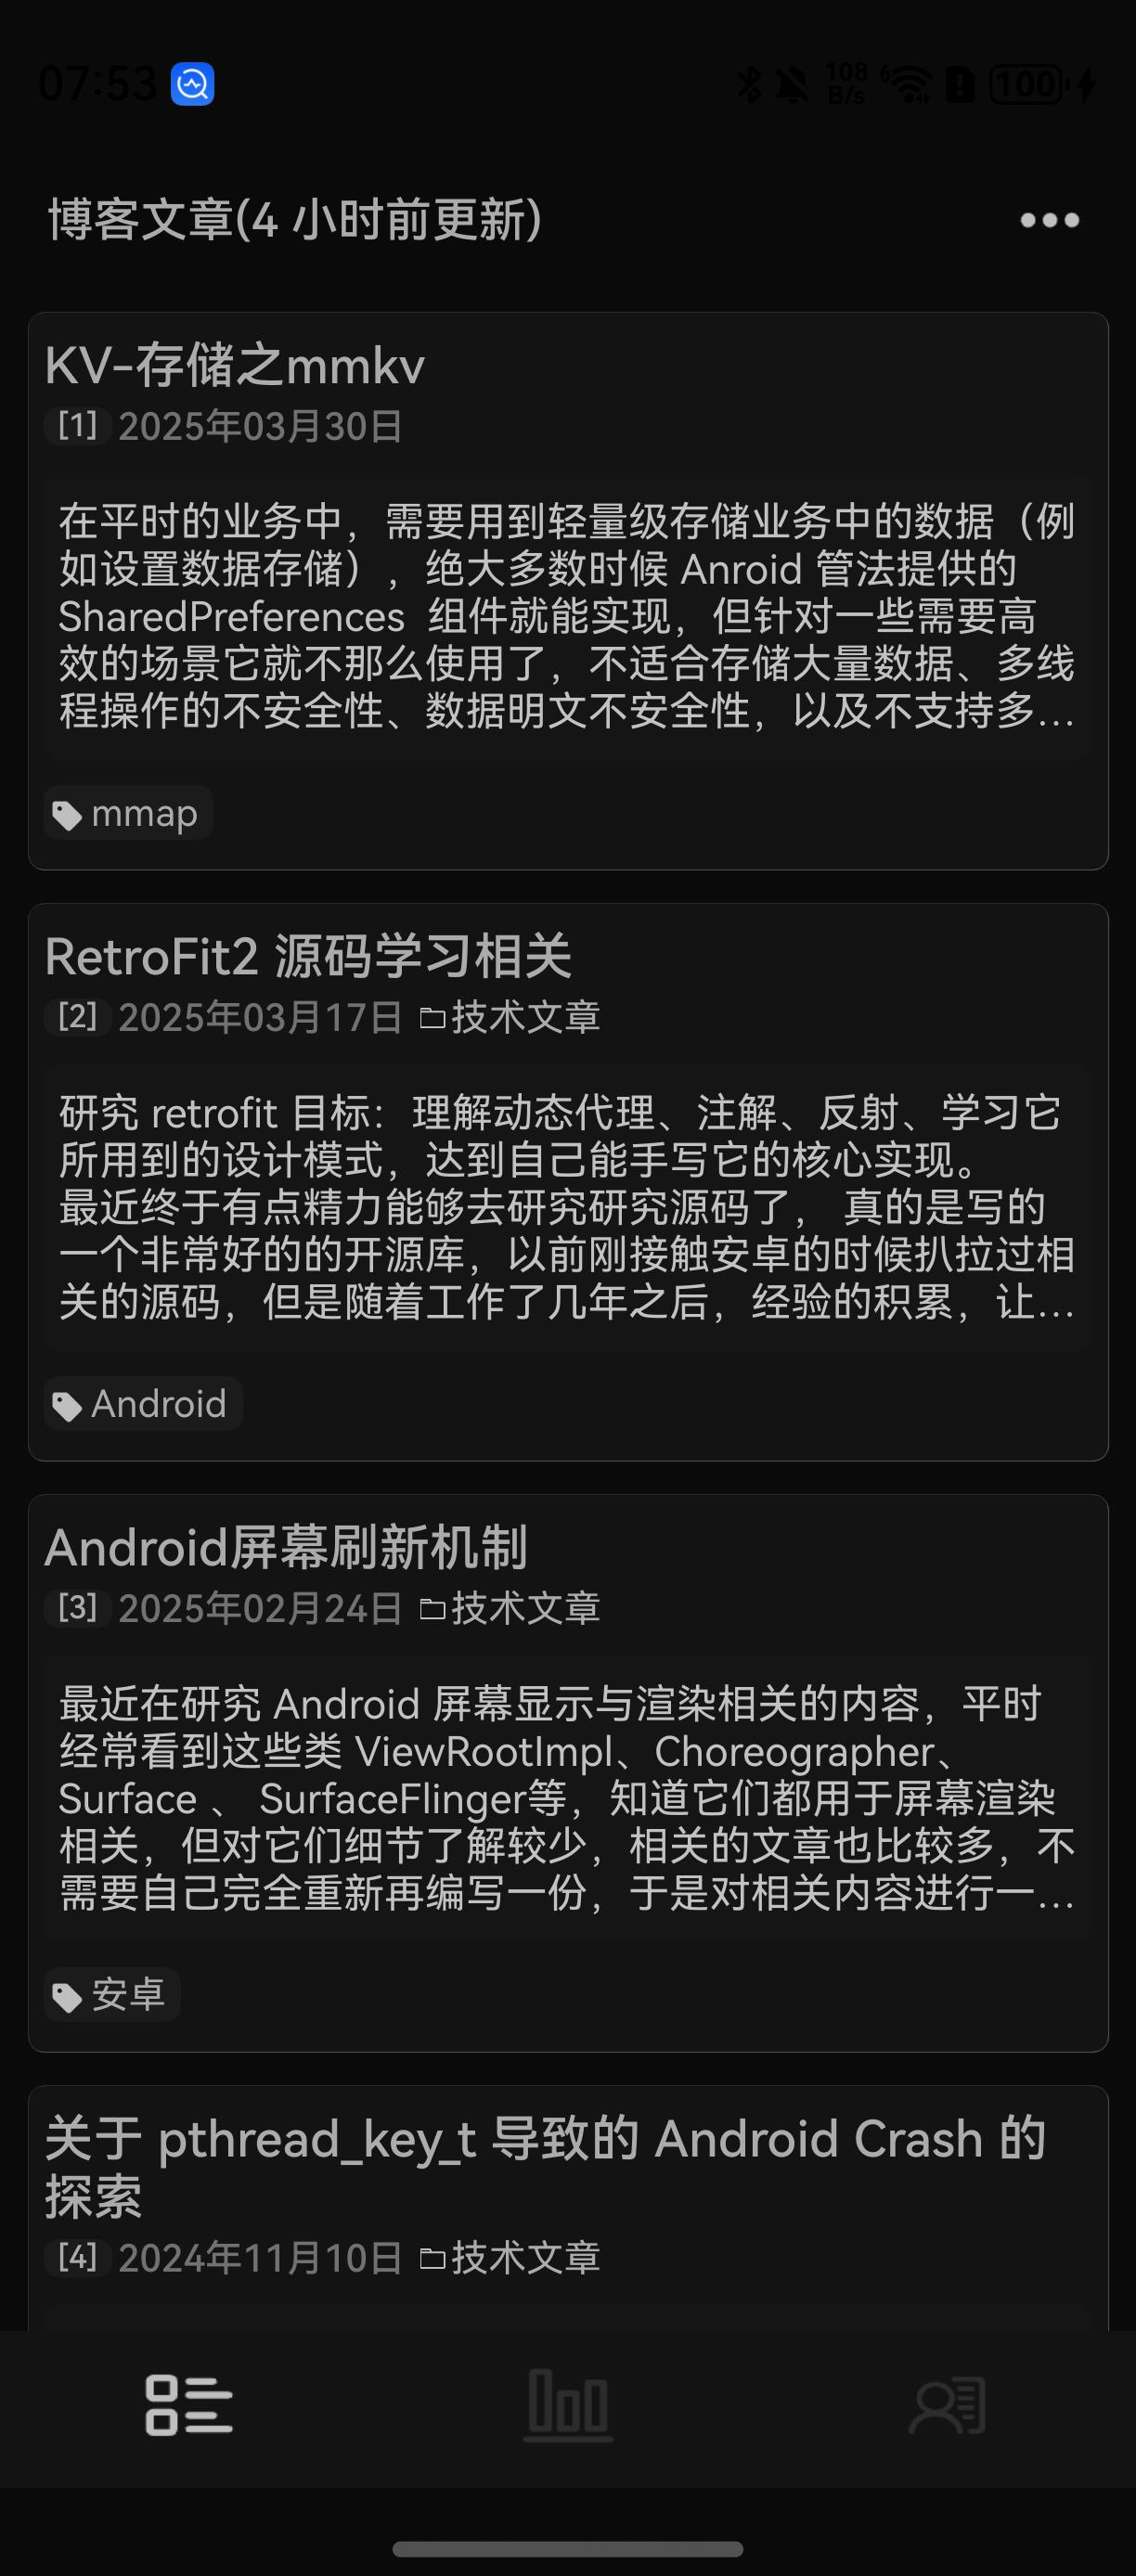 07:53
108 B/s
6
100
博客文章(4 小时前更新)
KV-存储之mmkv
[1] 2025年03月30日
在平时的业务中，需要用到轻量级存储业务中的数据（例
如设置数据存储），绝大多数时候 Anroid 管法提供的
SharedPreferences 组件就能实现，但针对一些需要高
效的场景它就不那么使用了，不适合存储大量数据、多线
程操作的不安全性、数据明文不安全性，以及不支持多...
mmap
RetroFit2 源码学习相关
[2] 2025年03月17日 技术文章
研究 retrofit 目标：理解动态代理、注解、反射、学习它
所用到的设计模式，达到自己能手写它的核心实现。
最近终于有点精力能够去研究研究源码了， 真的是写的
一个非常好的的开源库，以前刚接触安卓的时候扒拉过相
关的源码，但是随着工作了几年之后，经验的积累，让...
Android
Android屏幕刷新机制
[3] 2025年02月24日 技术文章
最近在研究 Android 屏幕显示与渲染相关的内容，平时
经常看到这些类 ViewRootImpl、Choreographer、
Surface 、 SurfaceFlinger等，知道它们都用于屏幕渲染
相关，但对它们细节了解较少，相关的文章也比较多，不
需要自己完全重新再编写一份，于是对相关内容进行一...
安卓
关于 pthread_key_t 导致的 Android Crash 的
探索
[4] 2024年11月10日 技术文章